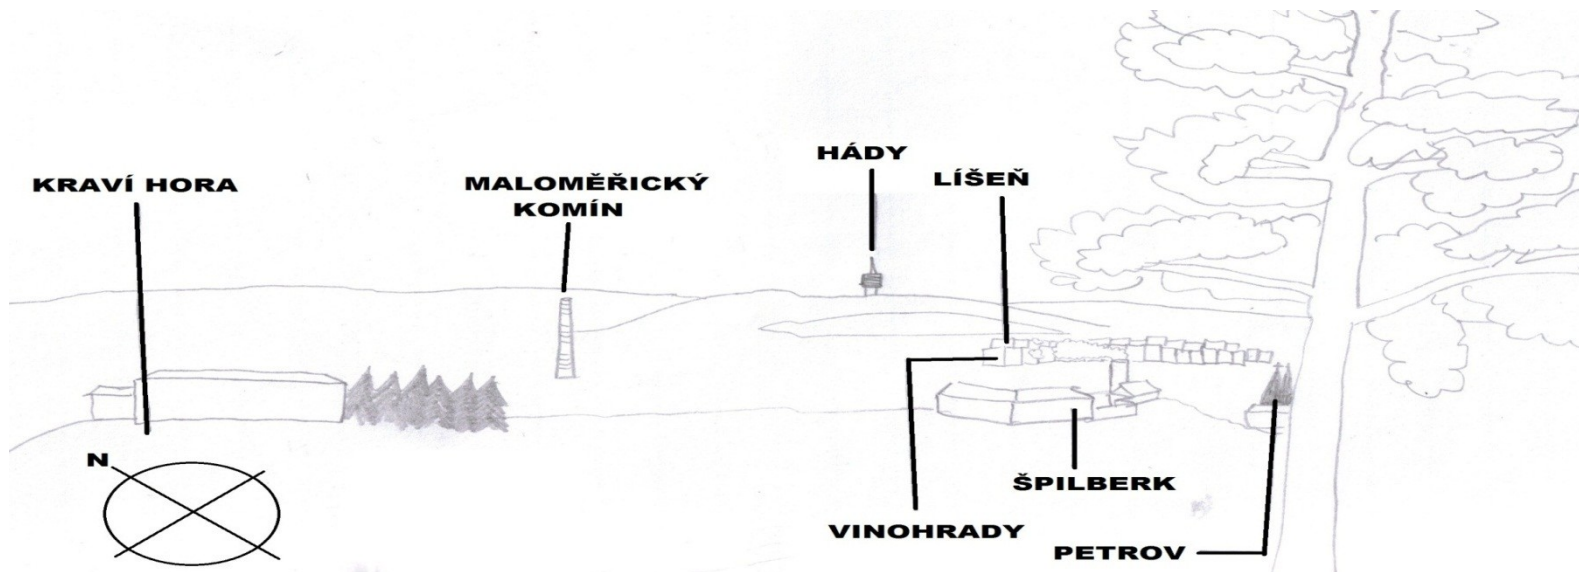 HÁDY
LÍŠEŇ
KRAVÍ HORA
MALOMĚŘICKÝ
KOMÍN
N
ŠPILBERK
VINOHRADY
PETROV